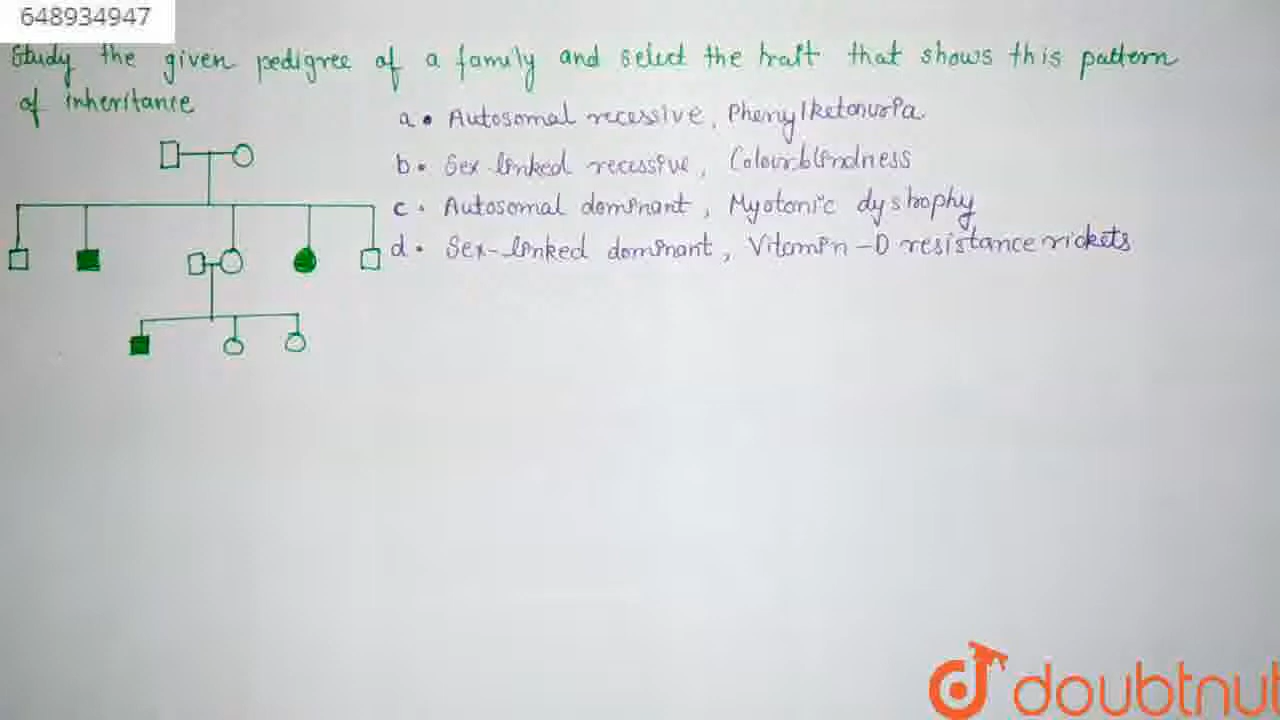 648934947
Study the given pedigree of a family and select the trait that shows this pattern
of inheritance
a. Autosomal recessive, Phenylketonuria
b. Sex-linked recessive, Colourblindness
c. Autosomal dominant, Myotonic dystrophy
d. Sex-linked dominant, Vitamin-D resistance rickets
doubtnut